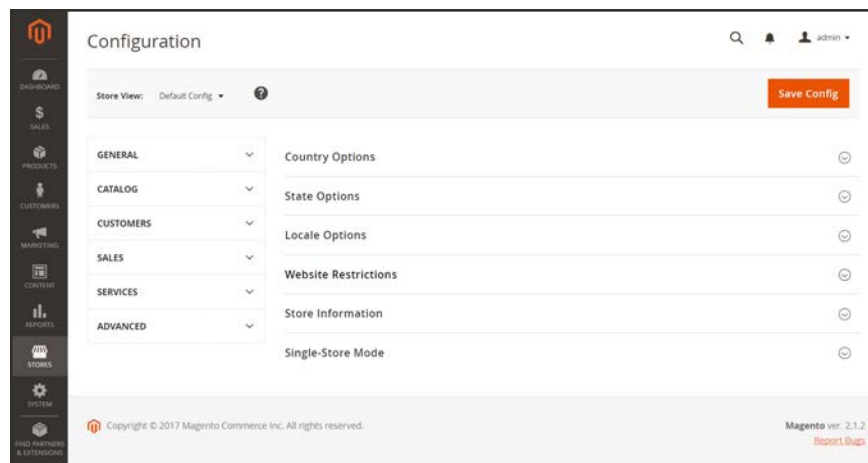 Configuration
admin
Store View: Default Config
?
Save Config
DASHBOARD
$
SALES
PRODUCTS
CUSTOMERS
MARKETING
CONTENT
REPORTS
STORES
SYSTEM
FIND PARTNERS
& EXTENSIONS
GENERAL
CATALOG
CUSTOMERS
SALES
SERVICES
ADVANCED
Country Options
State Options
Locale Options
Website Restrictions
Store Information
Single-Store Mode
Copyright © 2017 Magento Commerce Inc. All rights reserved.
Magento ver. 2.1.2
Report Bugs